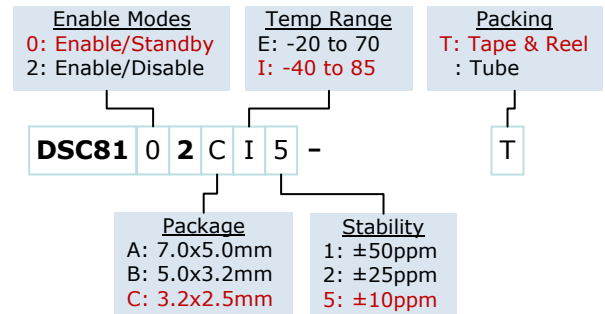 Enable Modes
0: Enable/Standby
2: Enable/Disable
Temp Range
E: -20 to 70
I: -40 to 85
Packing
T: Tape & Reel
: Tube
DSC81 0 2 C I 5 – T
Package
A: 7.0x5.0mm
B: 5.0x3.2mm
C: 3.2x2.5mm
Stability
1: ±50ppm
2: ±25ppm
5: ±10ppm